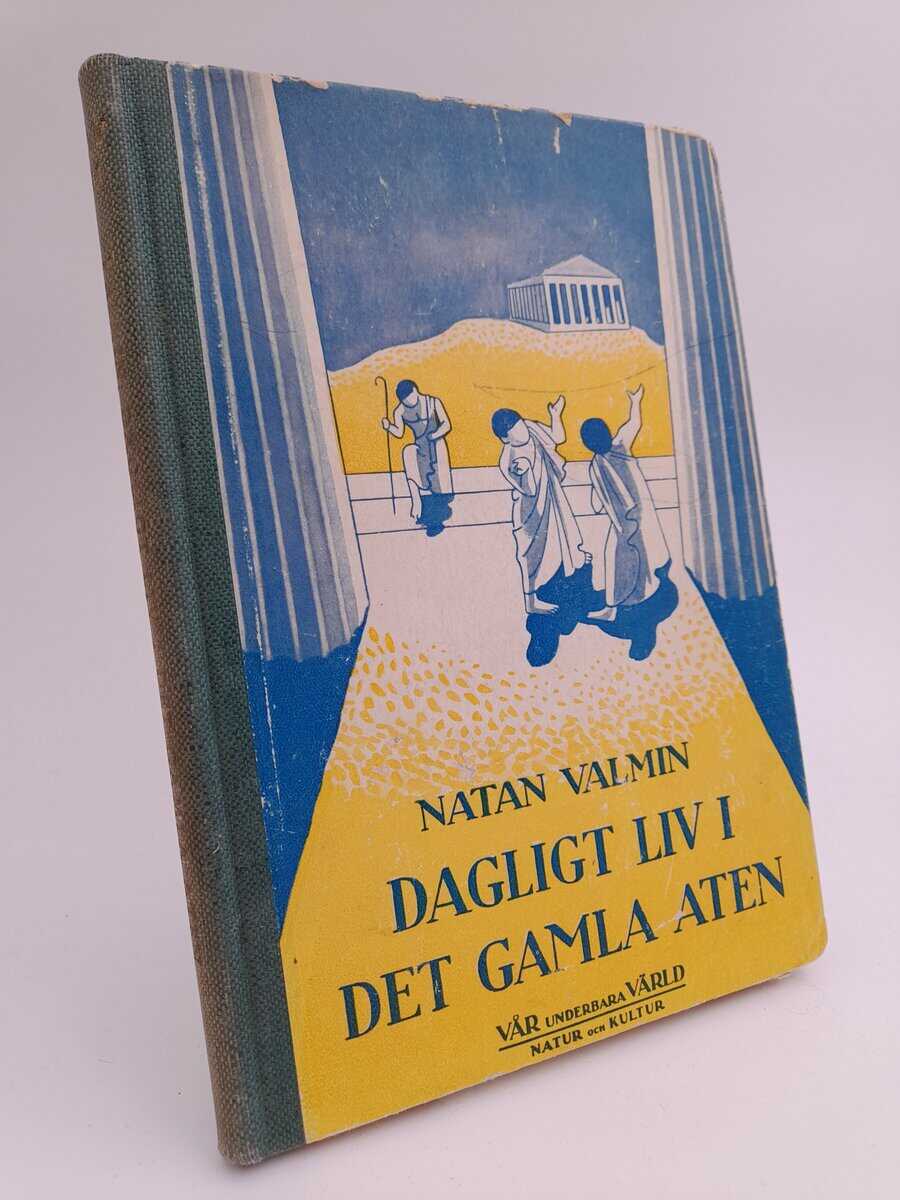 NATAN VALMIN
DAGLIGT LIV I
DET GAMLA ATEN
VÅR UNDERBARA VÄRLD
NATUR OCH KULTUR